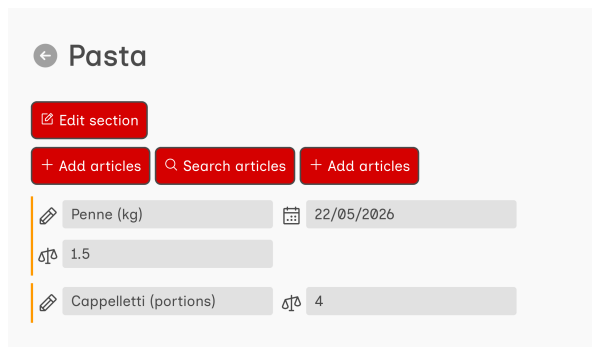 Pasta
Edit section
Add articles Search articles Add articles
Penne (kg) 22/05/2026
1.5
Cappelletti (portions) 4